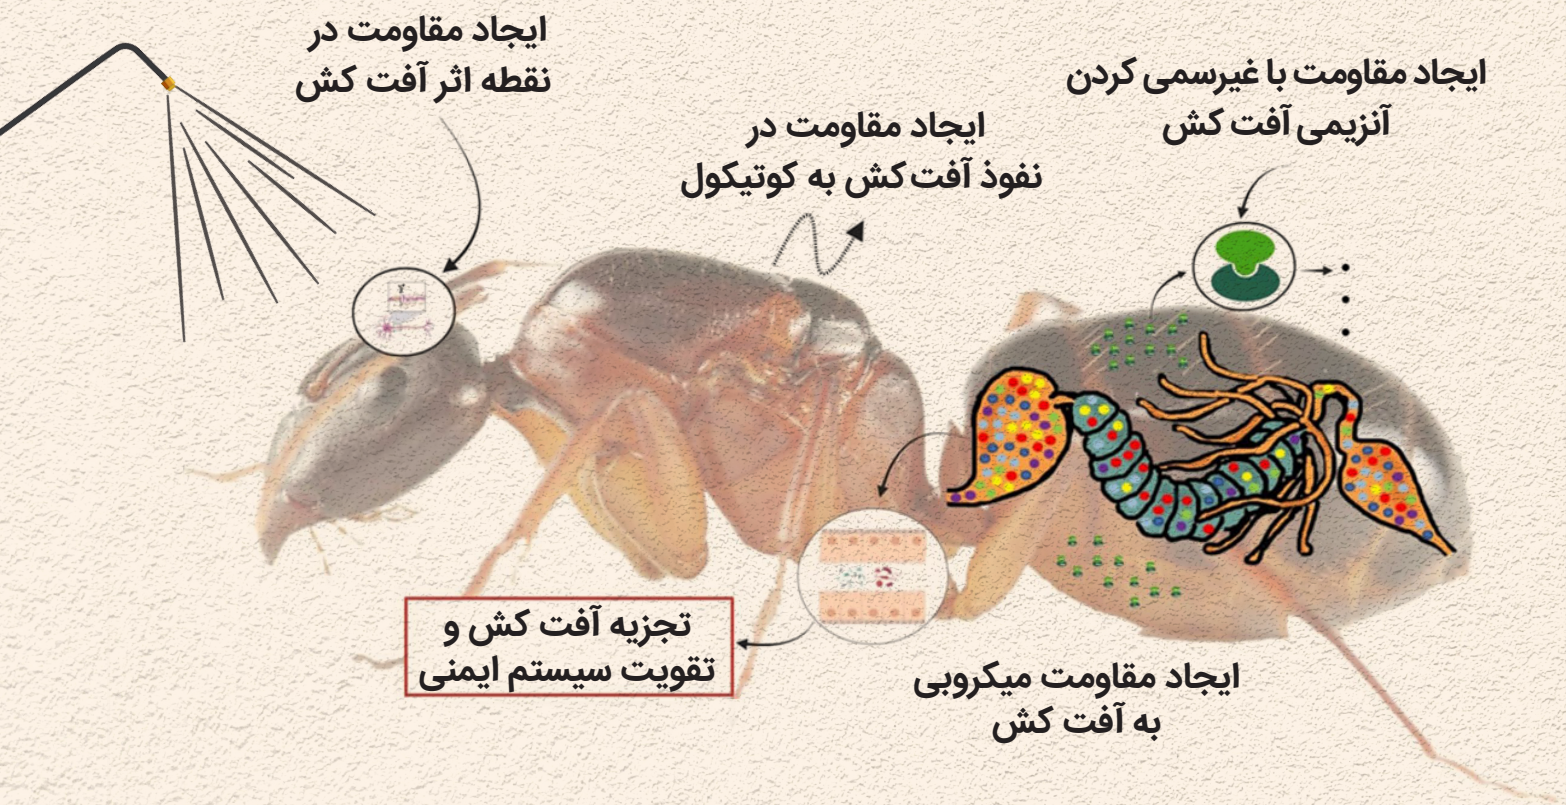 ایجاد مقاومت با غیرسمی کردن
آنزیمی آفت کش
ایجاد مقاومت در
نفوذ آفت کش به کوتیکول
ایجاد مقاومت در
نقطه اثر آفت کش
تجزیه آفت کش و
تقویت سیستم ایمنی
ایجاد مقاومت میکروبی
به آفت کش